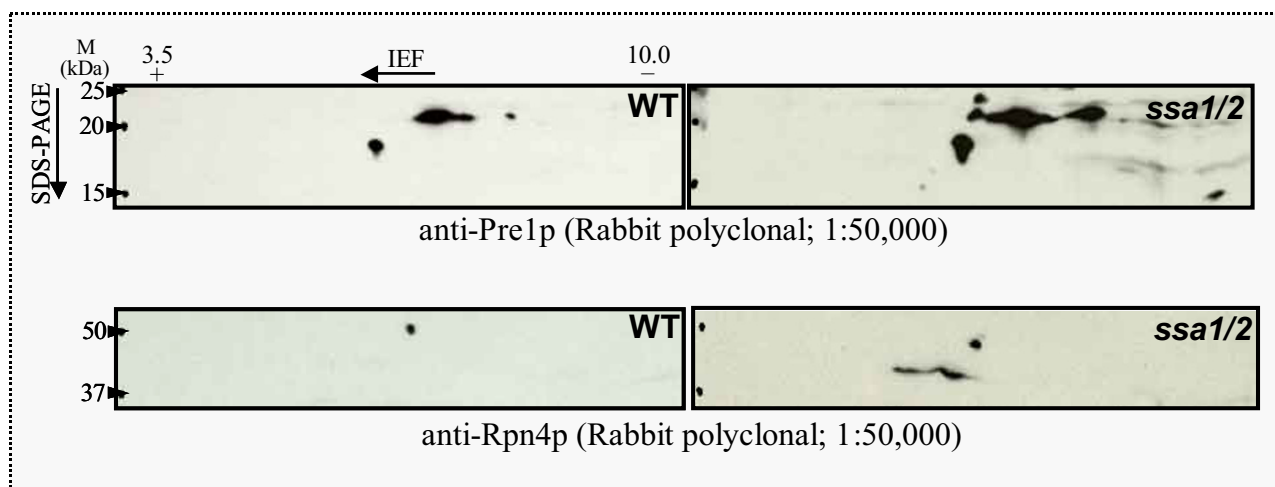 M
(kDa)
3.5
+
IEF
10.0
−
SDS-PAGE
25
20
15
WT
ssa1/2
anti-Pre1p (Rabbit polyclonal; 1:50,000)
50
37
WT
ssa1/2
anti-Rpn4p (Rabbit polyclonal; 1:50,000)